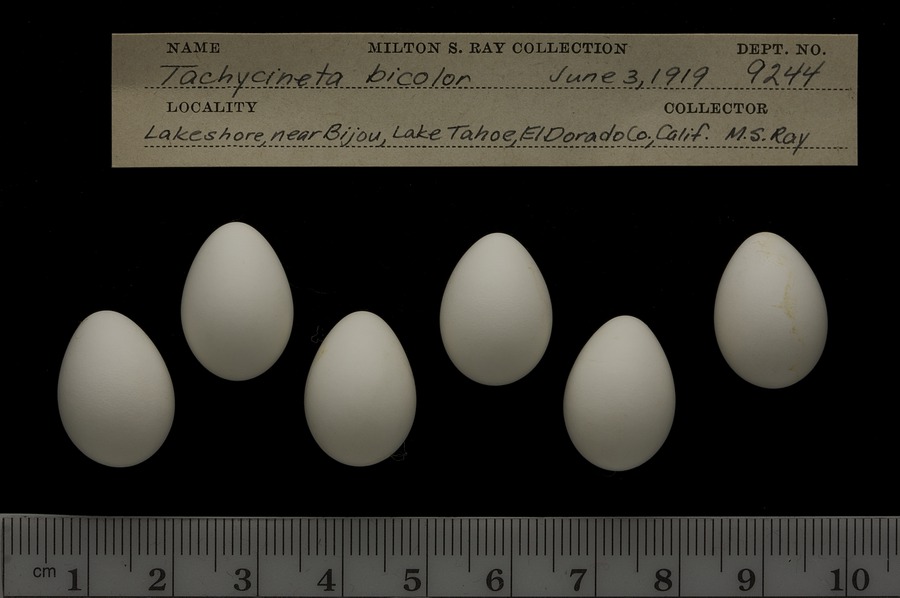 NAME MILTON S. RAY COLLECTION DEPT. NO.
Tachycineta bicolor June 3, 1919 9244
LOCALITY COLLECTOR
Lakeshore, near Bijou, Lake Tahoe, El Dorado Co., Calif. M.S. Ray
cm 1 2 3 4 5 6 7 8 9 10